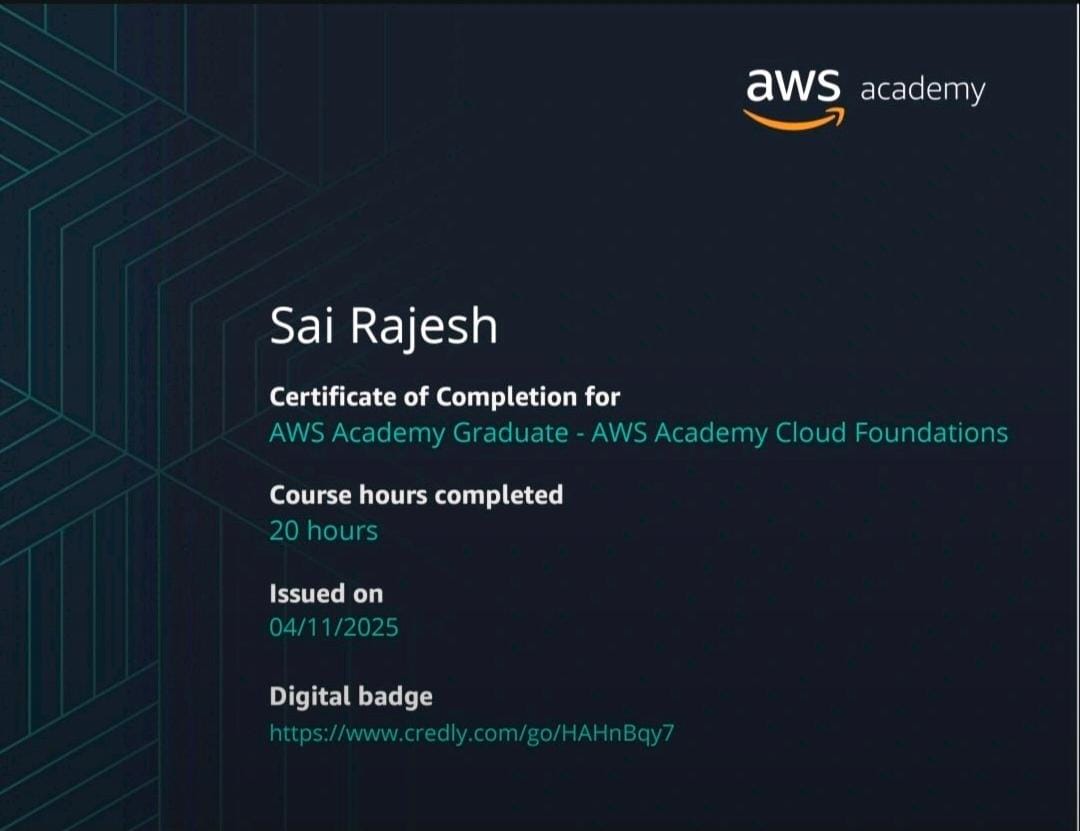 aws academy
Sai Rajesh
Certificate of Completion for
AWS Academy Graduate - AWS Academy Cloud Foundations
Course hours completed
20 hours
Issued on
04/11/2025
Digital badge
https://www.credly.com/go/HAHnBqy7